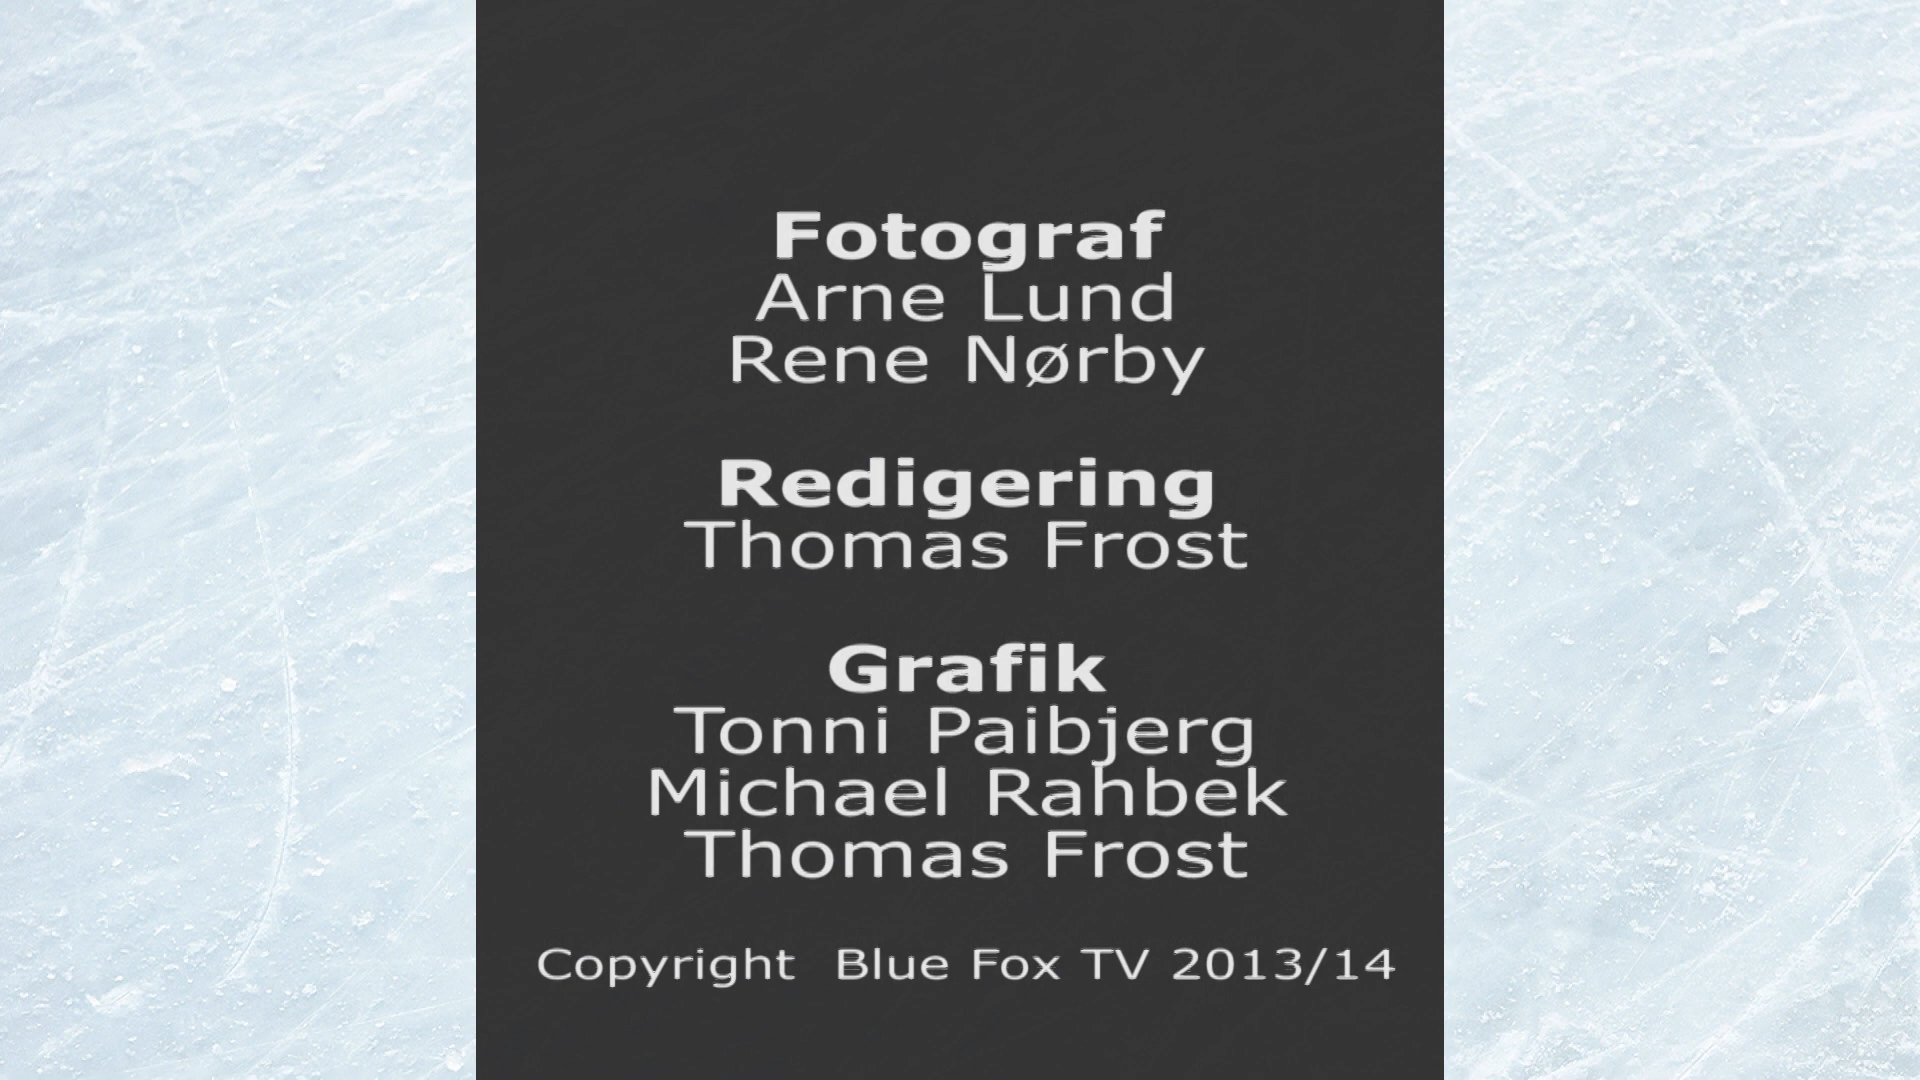 Fotograf
Arne Lund
Rene Nørby
Redigering
Thomas Frost
Grafik
Tonni Paibjerg
Michael Rahbek
Thomas Frost
Copyright Blue Fox TV 2013/14